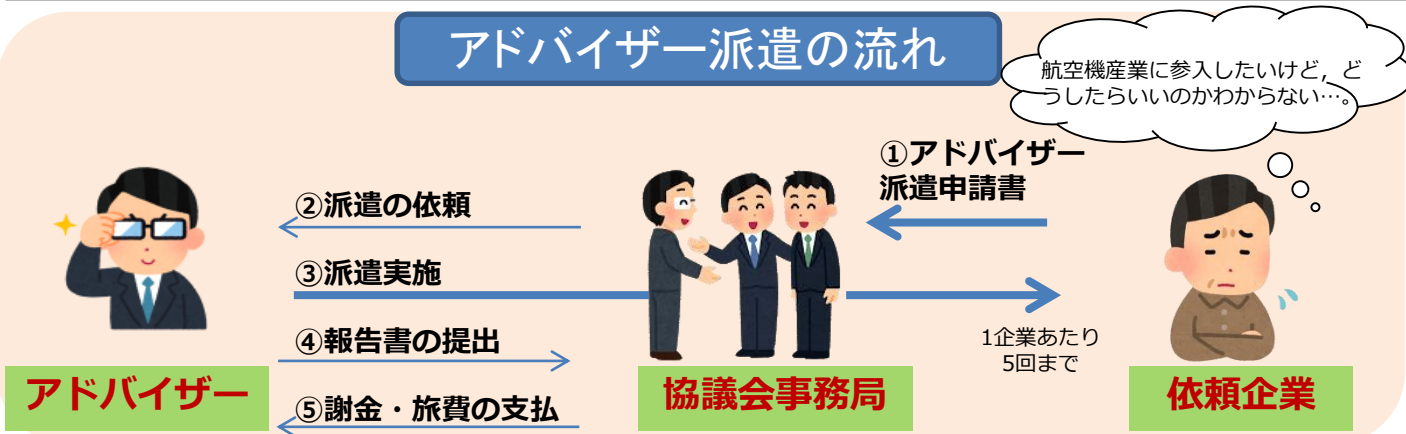 アドバイザー派遣の流れ
航空機産業に参入したいけど，ど
うしたらいいのかわからない…。
①アドバイザー
派遣申請書
②派遣の依頼
③派遣実施
④報告書の提出
1企業あたり
5回まで
アドバイザー
協議会事務局
依頼企業
⑤謝金・旅費の支払